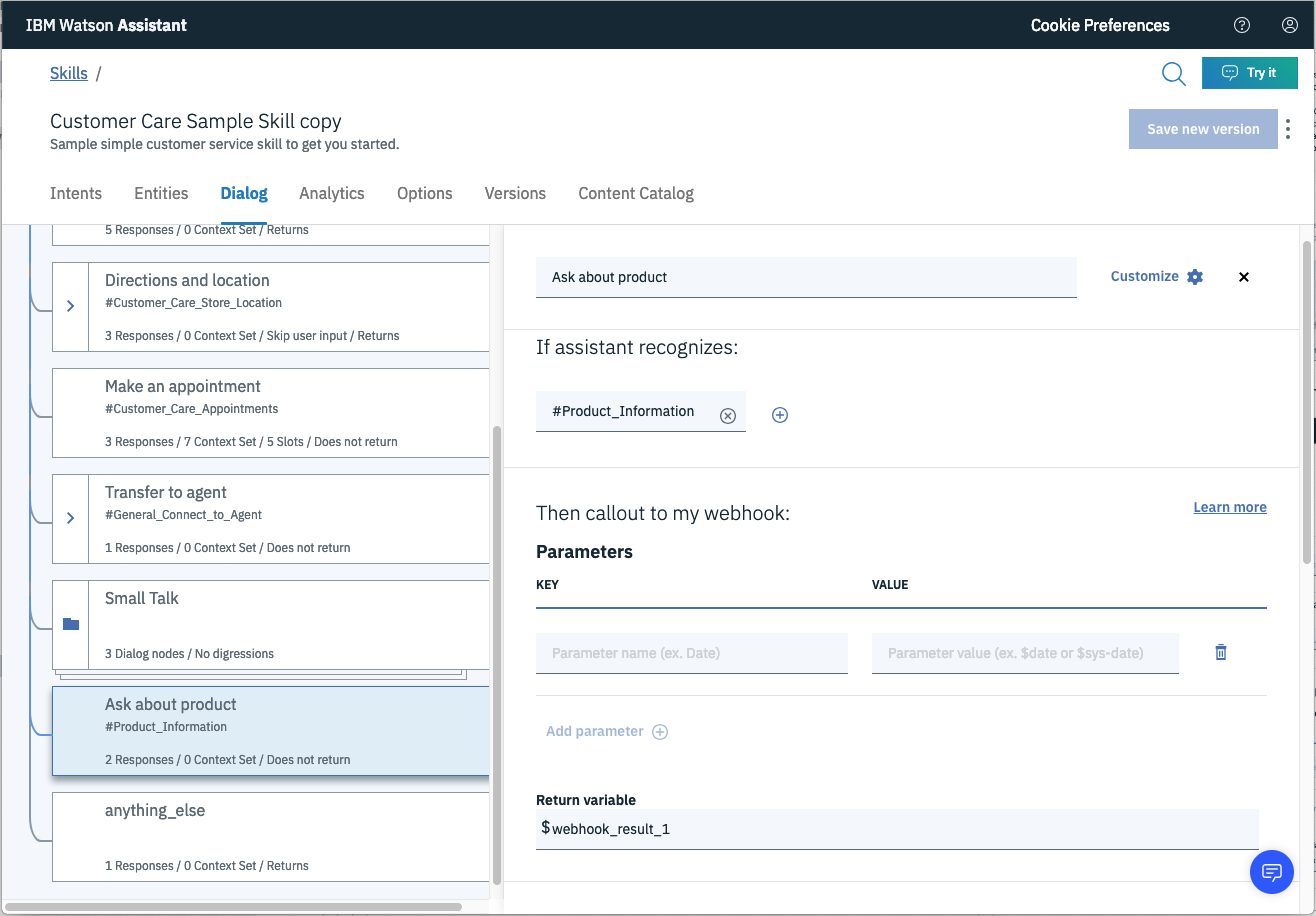 IBM Watson Assistant
Cookie Preferences
Skills /
Try it
Customer Care Sample Skill copy
Sample simple customer service skill to get you started.
Save new version
Intents
Entities
Dialog
Analytics
Options
Versions
Content Catalog
5 Responses / 0 Context Set / Returns
Directions and location
#Customer_Care_Store_Location
3 Responses / 0 Context Set / Skip user input / Returns
Make an appointment
#Customer_Care_Appointments
3 Responses / 7 Context Set / 5 Slots / Does not return
Transfer to agent
#General_Connect_to_Agent
1 Responses / 0 Context Set / Does not return
Small Talk
3 Dialog nodes / No digressions
Ask about product
#Product_Information
2 Responses / 0 Context Set / Does not return
anything_else
1 Responses / 0 Context Set / Returns
Ask about product
Customize
If assistant recognizes:
#Product_Information
Then callout to my webhook:
Learn more
Parameters
KEY
VALUE
Parameter name (ex. Date)
Parameter value (ex. $date or $sys-date)
Add parameter
Return variable
$webhook_result_1